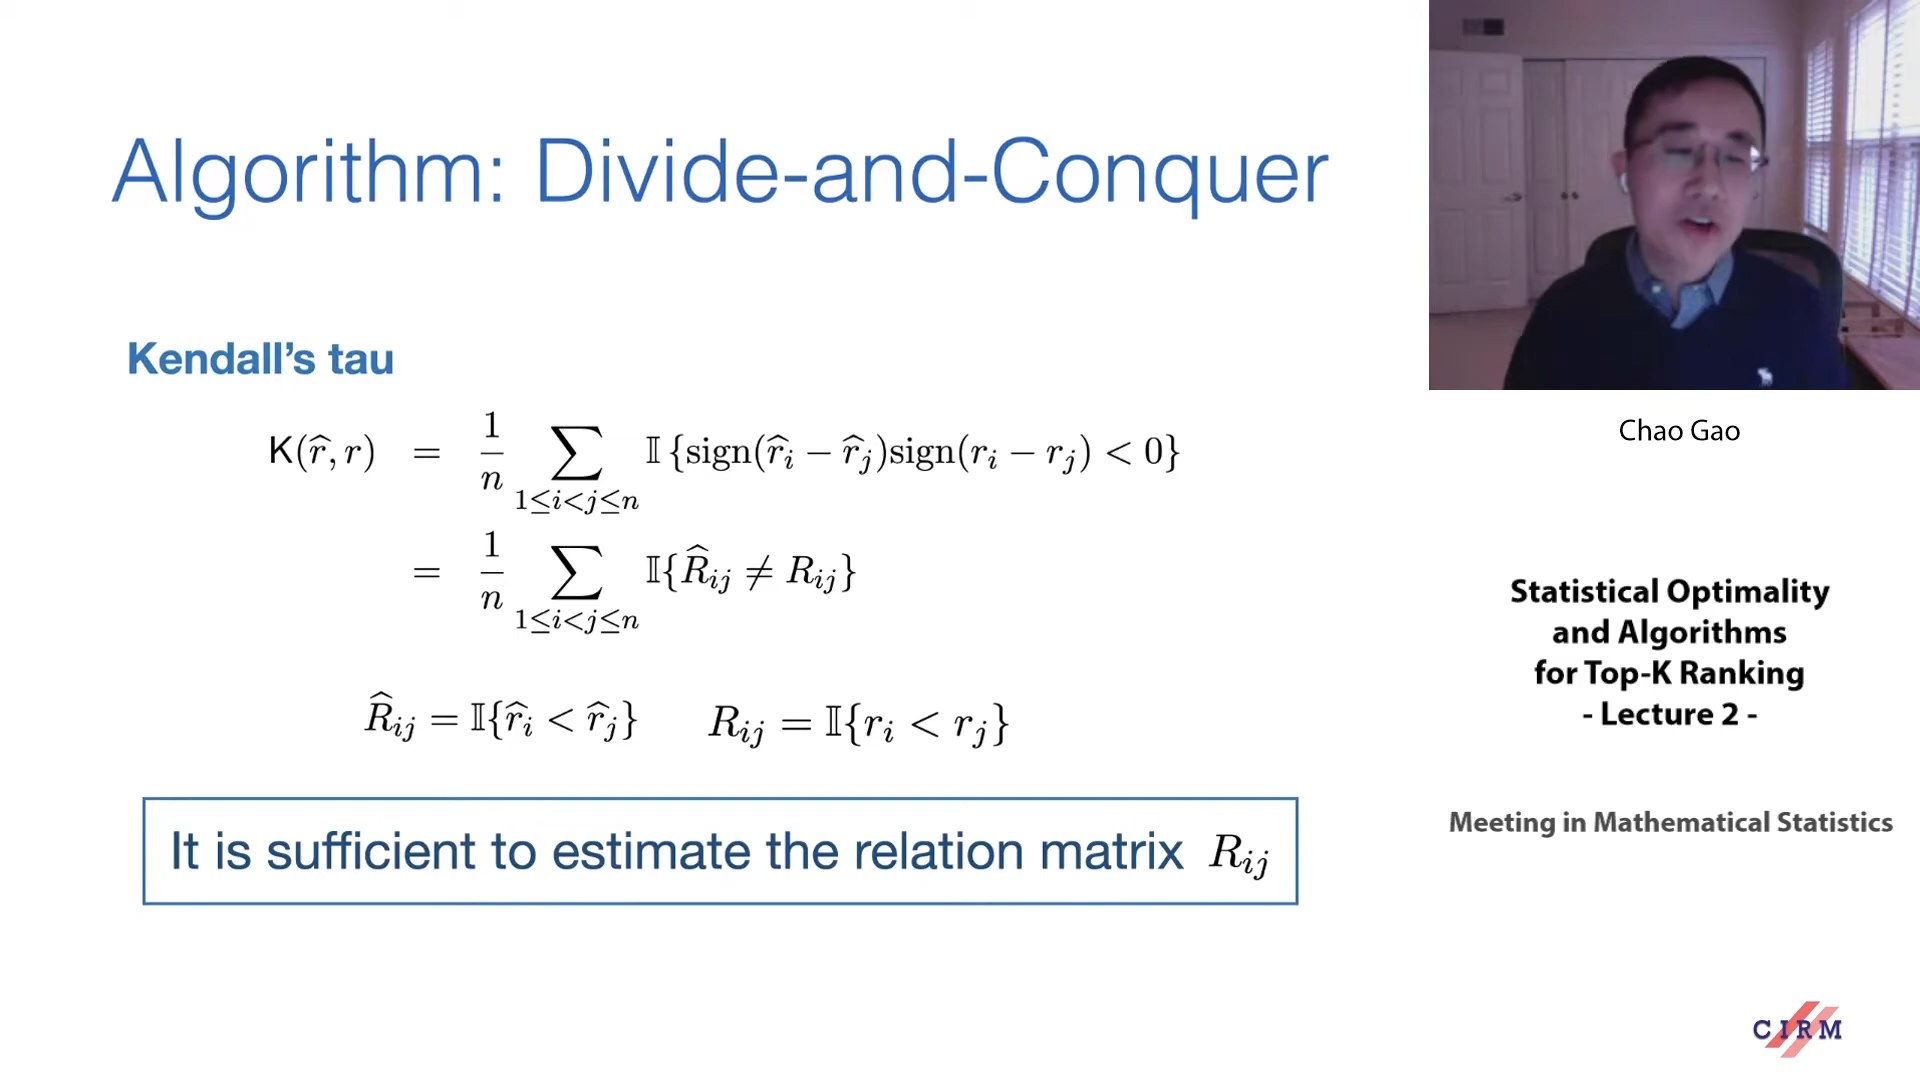 Algorithm: Divide-and-Conquer
Kendall's tau
K(r̂, r) = 1/n ∑_{1≤i<j≤n} 𝕀{sign(r̂_i − r̂_j)sign(r_i − r_j) < 0}
= 1/n ∑_{1≤i<j≤n} 𝕀{R̂_ij ≠ R_ij}
R̂_ij = 𝕀{r̂_i < r̂_j} R_ij = 𝕀{r_i < r_j}
It is sufficient to estimate the relation matrix R_ij
Chao Gao
Statistical Optimality
and Algorithms
for Top-K Ranking
- Lecture 2 -
Meeting in Mathematical Statistics
CIRM